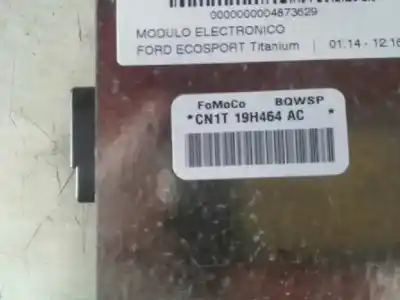 0000000004873629
MODULO ELECTRONICO
FORD ECOSPORT Titanium | 01.14 - 12.16
FoMoCo BQWSP
*CN1T 19H464 AC *